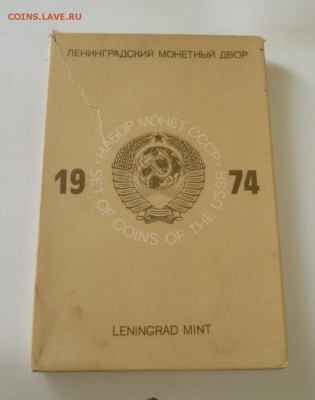 COINS.LAVE.RU
ЛЕНИНГРАДСКИЙ МОНЕТНЫЙ ДВОР
· НАБОР МОНЕТ СССР ·
19 74
SET OF COINS OF THE USSR
LENINGRAD MINT